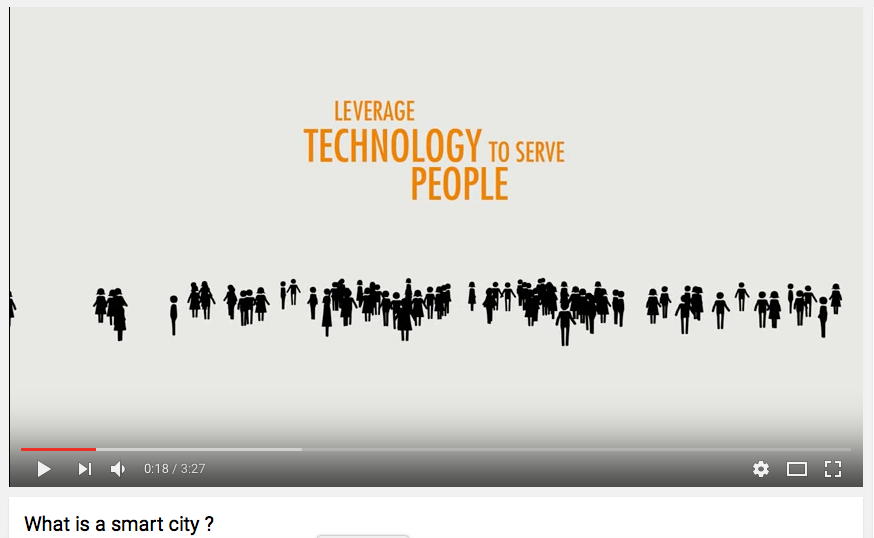 LEVERAGE
TECHNOLOGY TO SERVE
PEOPLE
0:18 / 3:27
What is a smart city ?